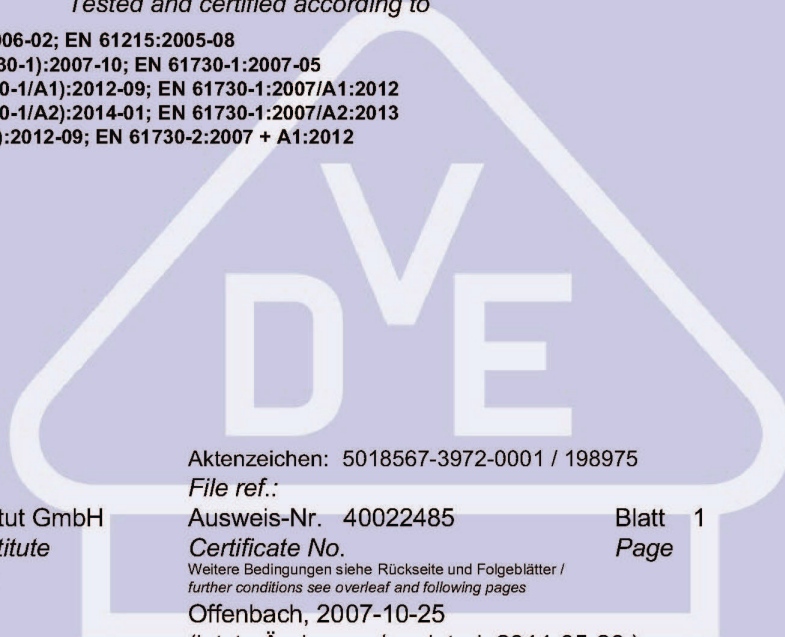 Tested and certified according to
006-02; EN 61215:2005-08
30-1):2007-10; EN 61730-1:2007-05
0-1/A1):2012-09; EN 61730-1:2007/A1:2012
0-1/A2):2014-01; EN 61730-1:2007/A2:2013
):2012-09; EN 61730-2:2007 + A1:2012
V
D E
Aktenzeichen: 5018567-3972-0001 / 198975
File ref.:
tut GmbH Ausweis-Nr. 40022485 Blatt 1
titute Certificate No. Page
Weitere Bedingungen siehe Rückseite und Folgeblätter /
further conditions see overleaf and following pages
Offenbach, 2007-10-25